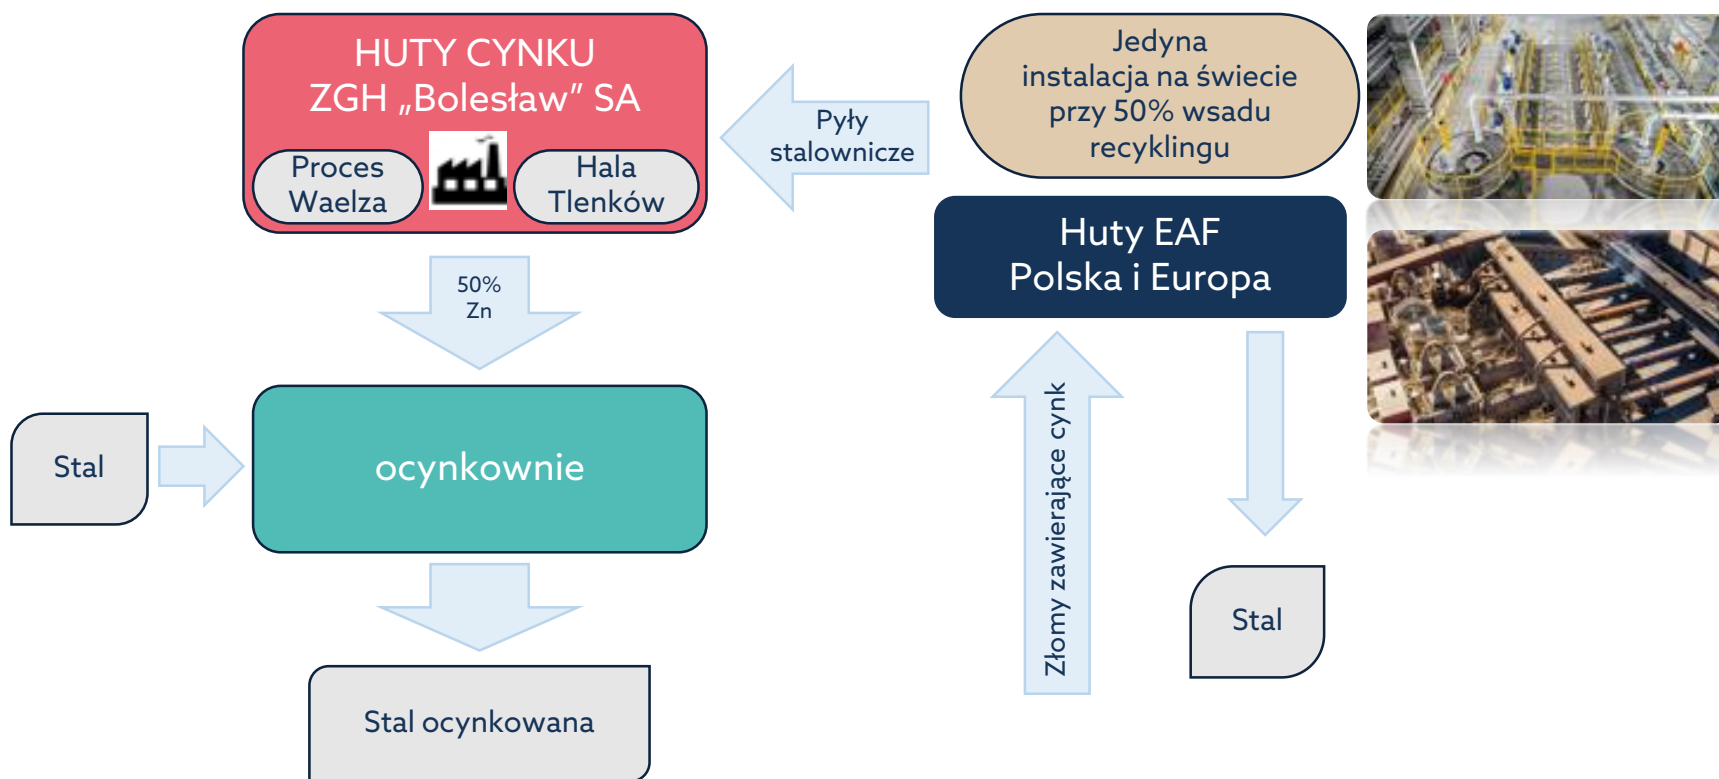 HUTY CYNKU
ZGH „Bolesław” SA
Proces
Waelza
Hala
Tlenków
Pyły
stalownicze
Jedyna
instalacja na świecie
przy 50% wsadu
recyklingu
Huty EAF
Polska i Europa
50%
Zn
Stal
ocynkownie
Złomy zawierające cynk
Stal
Stal ocynkowana